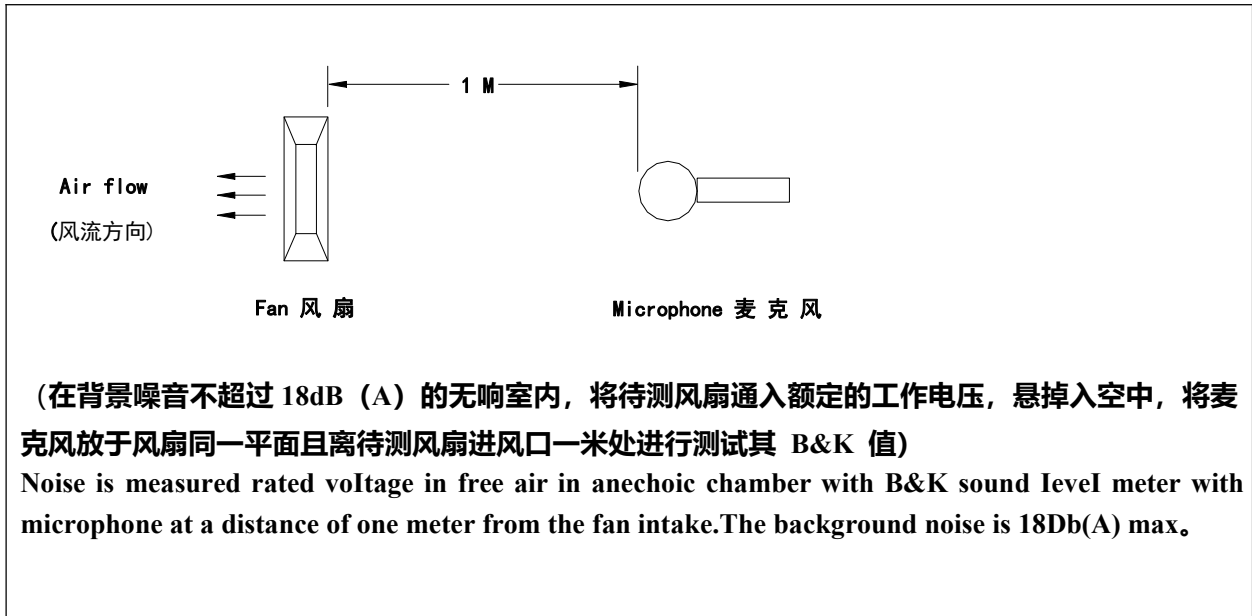 1 M
Air flow
(风流方向)
Fan 风 扇
Microphone 麦 克 风
（在背景噪音不超过 18dB（A）的无响室内，将待测风扇通入额定的工作电压，悬掉入空中，将麦
克风放于风扇同一平面且离待测风扇进风口一米处进行测试其 B&K 值)
Noise is measured rated voItage in free air in anechoic chamber with B&K sound IeveI meter with
microphone at a distance of one meter from the fan intake.The background noise is 18Db(A) max。